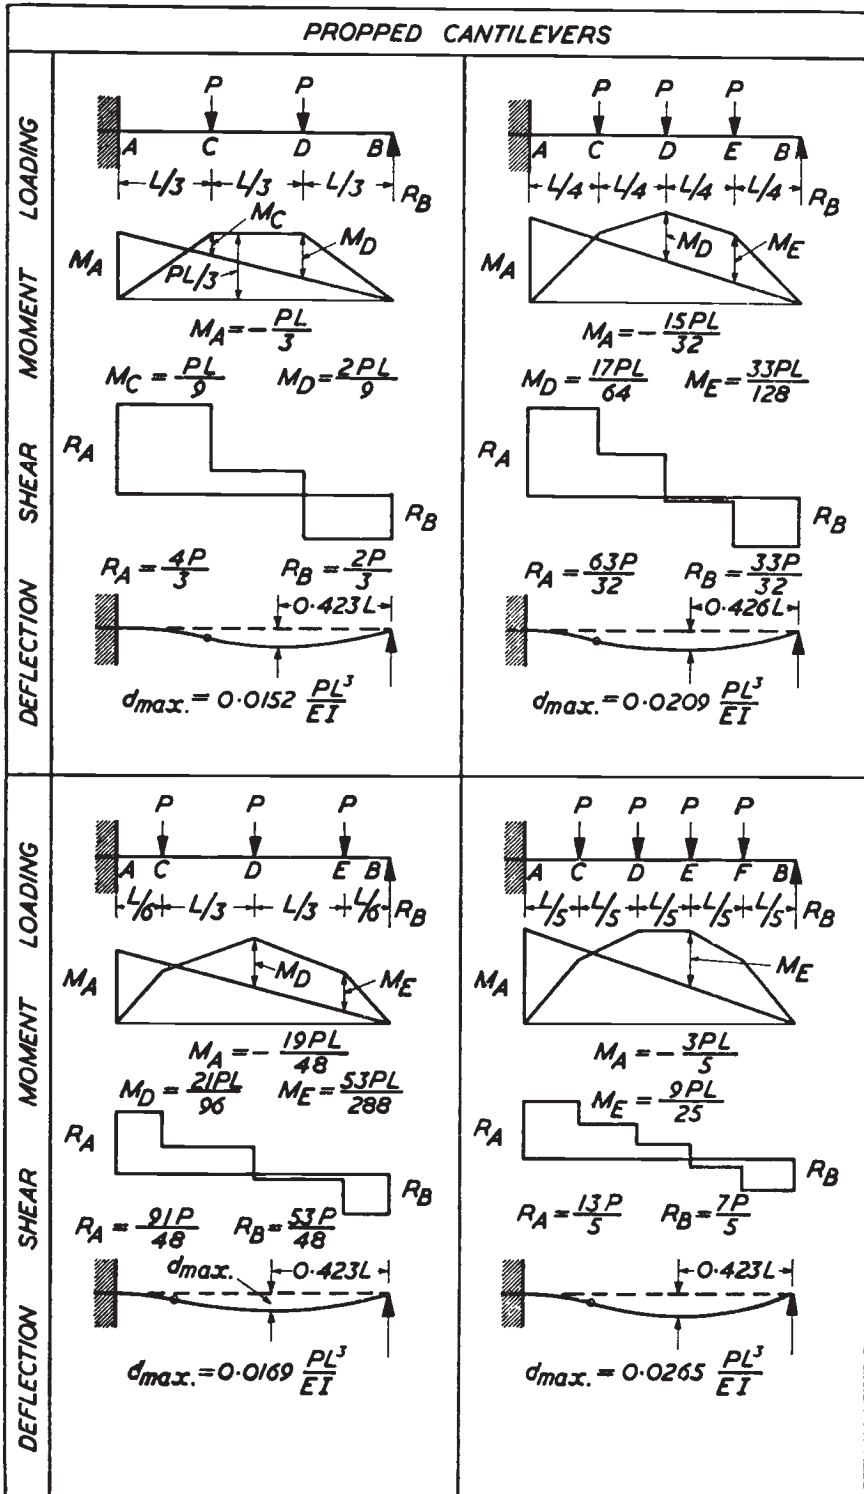 PROPPED CANTILEVERS
LOADING
P P
A C D B
L/3 L/3 L/3
R_B
MOMENT
M_C
M_A
PL/3
M_D
M_A = - PL/3
M_C = PL/9 M_D = 2PL/9
SHEAR
R_A
R_B
R_A = 4P/3 R_B = 2P/3
DEFLECTION
0·423L
d_max. = 0·0152 PL³/EI
P P P
A C D E B
L/4 L/4 L/4 L/4
R_B
M_A
M_D
M_E
M_A = - 15PL/32
M_D = 17PL/64 M_E = 33PL/128
R_A
R_B
R_A = 63P/32 R_B = 33P/32
0·426L
d_max. = 0·0209 PL³/EI
LOADING
P P P
A C D E B
L/6 L/3 L/3 L/6
R_B
MOMENT
M_A
M_D
M_E
M_A = - 19PL/48
M_D = 21PL/96 M_E = 53PL/288
SHEAR
R_A
R_B
R_A = 91P/48 R_B = 53P/48
DEFLECTION
d_max.
0·423L
d_max. = 0·0169 PL³/EI
P P P P
A C D E F B
L/5 L/5 L/5 L/5 L/5
R_B
M_A
M_E
M_A = - 3PL/5
M_E = 9PL/25
R_A
R_B
R_A = 13P/5 R_B = 7P/5
0·423L
d_max. = 0·0265 PL³/EI